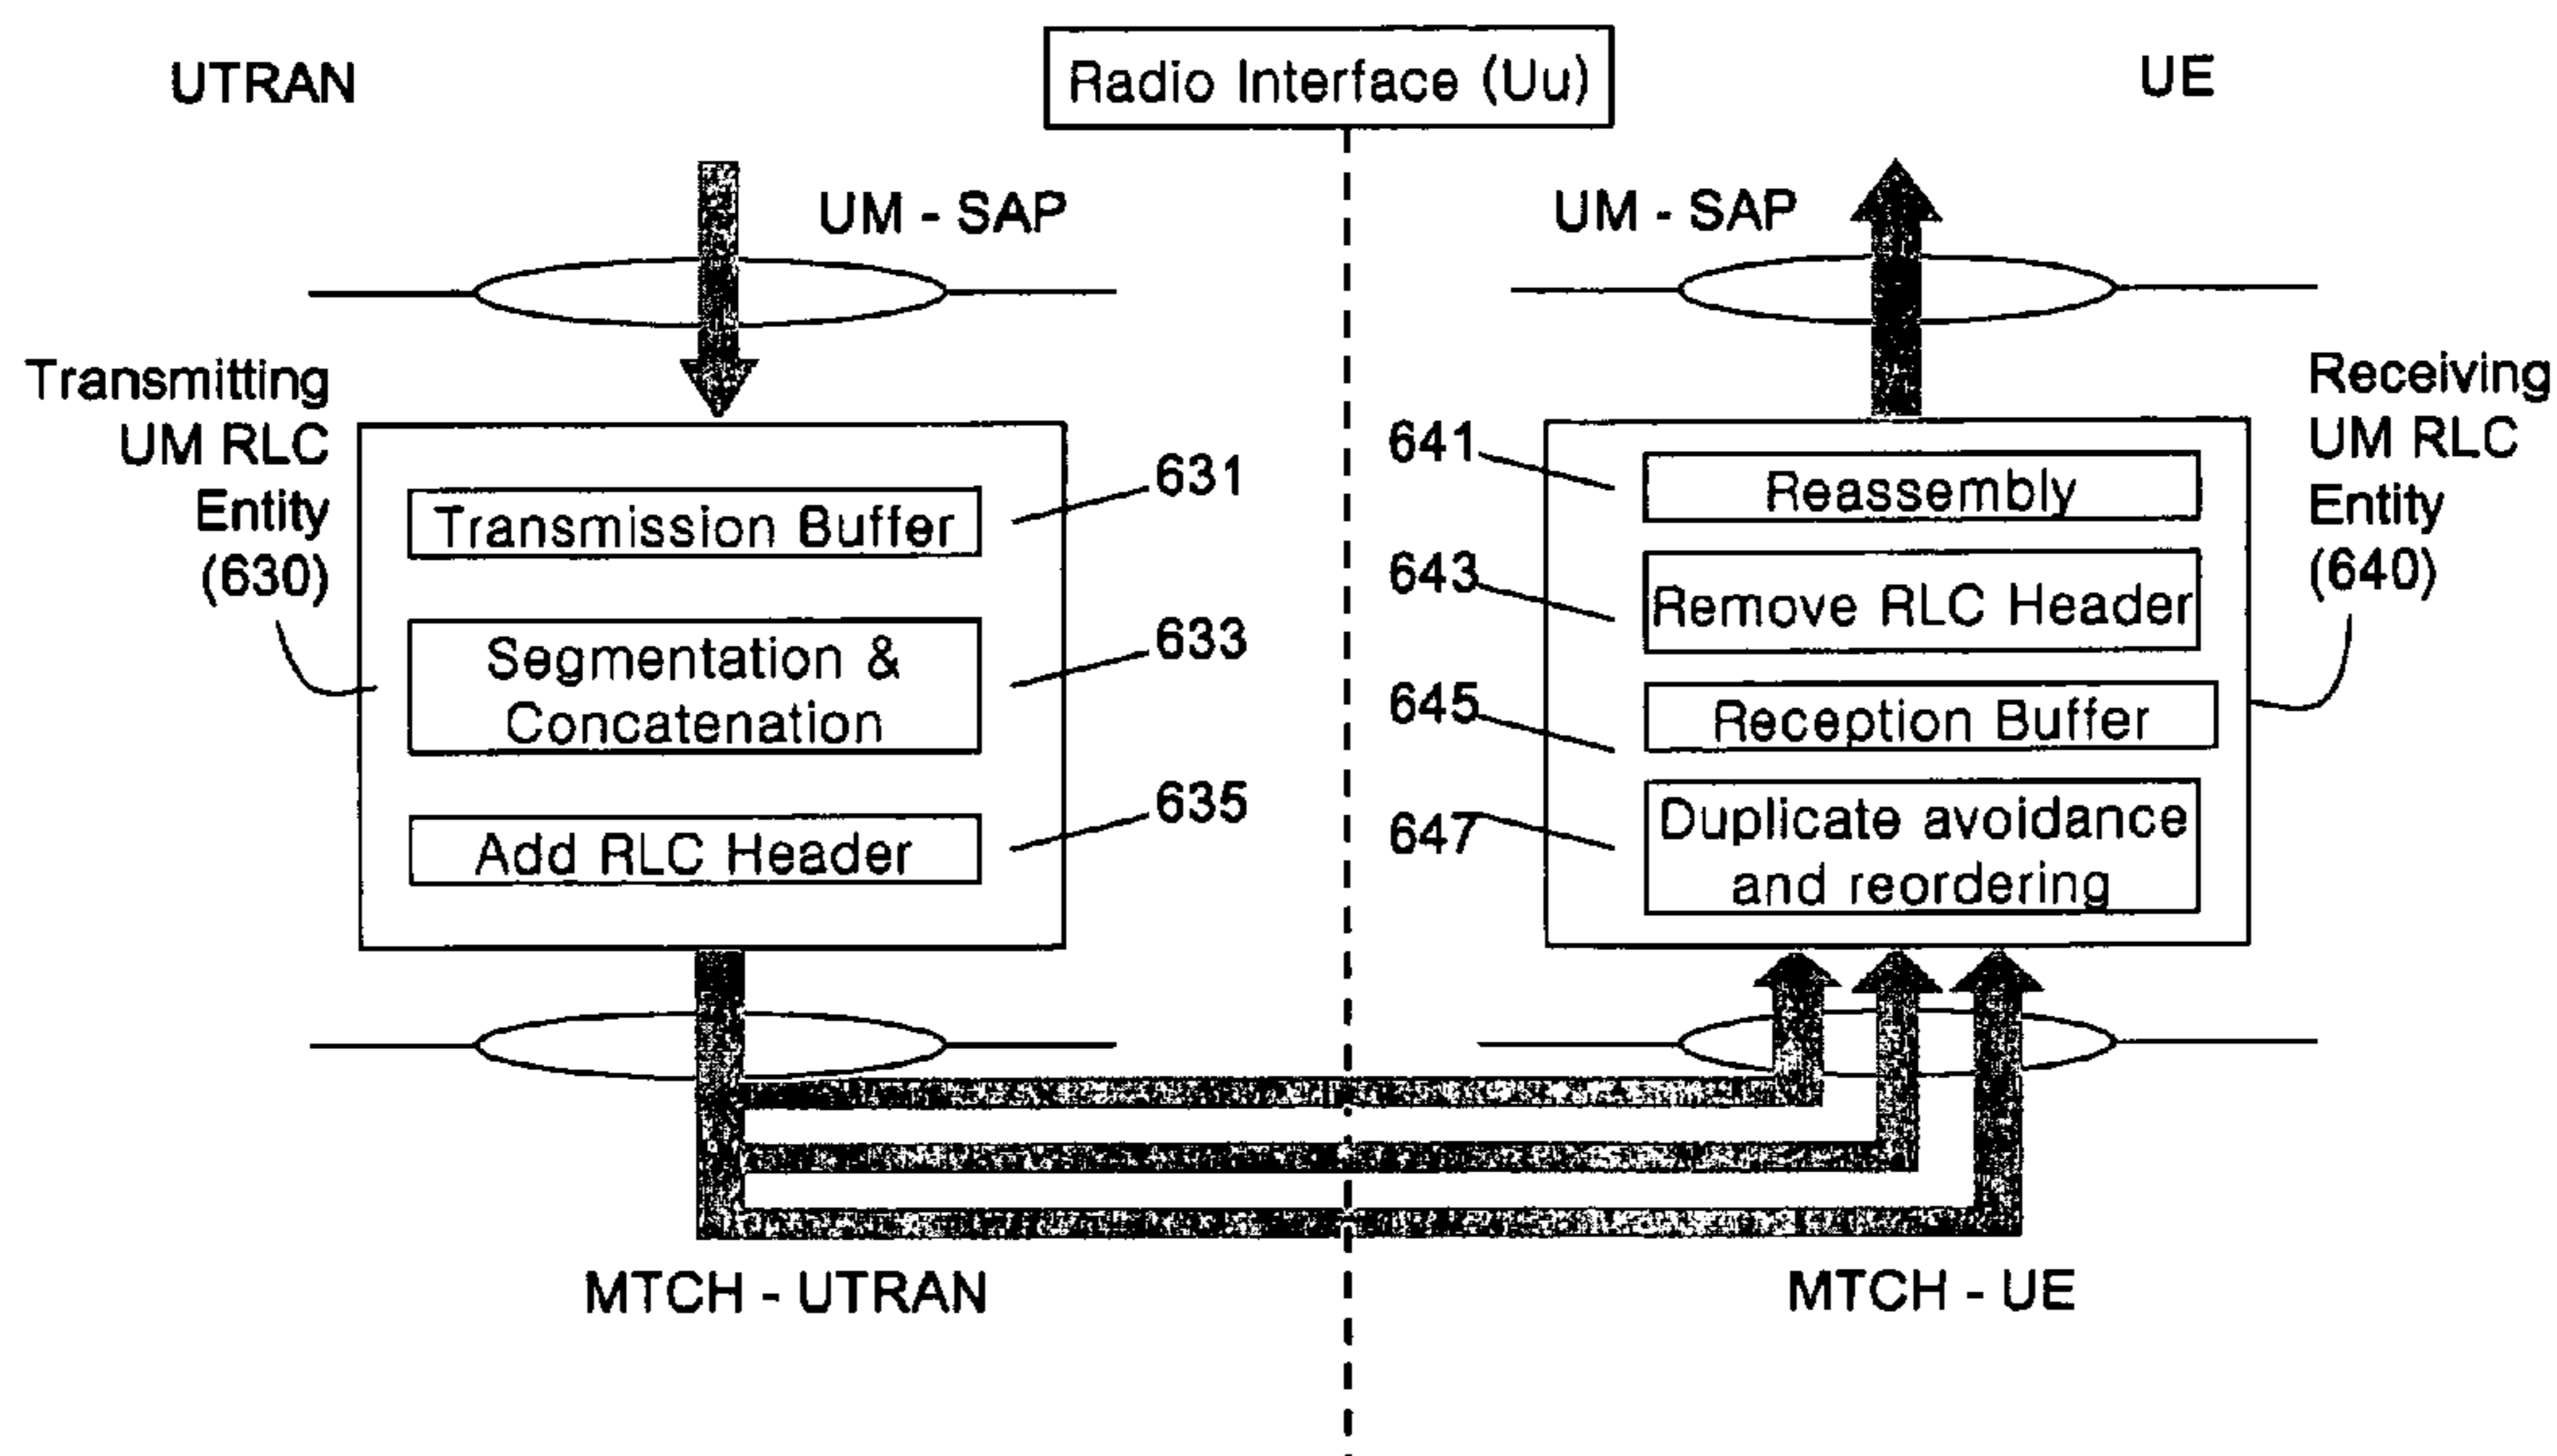 UTRAN
Radio Interface (Uu)
UE
UM - SAP
UM - SAP
Transmitting
UM RLC
Entity
(630)
Transmission Buffer
631
Segmentation &
Concatenation
633
Add RLC Header
635
641
Reassembly
643
Remove RLC Header
645
Reception Buffer
647
Duplicate avoidance
and reordering
Receiving
UM RLC
Entity
(640)
MTCH - UTRAN
MTCH - UE